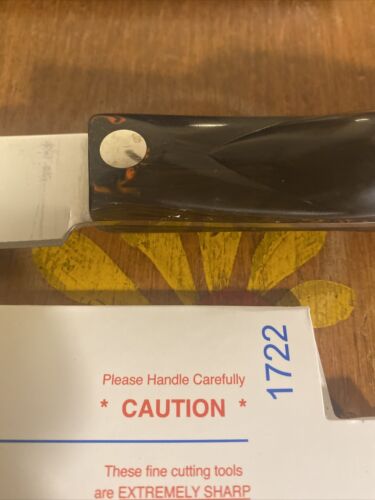 1722
Please Handle Carefully
* CAUTION *
These fine cutting tools
are EXTREMELY SHARP